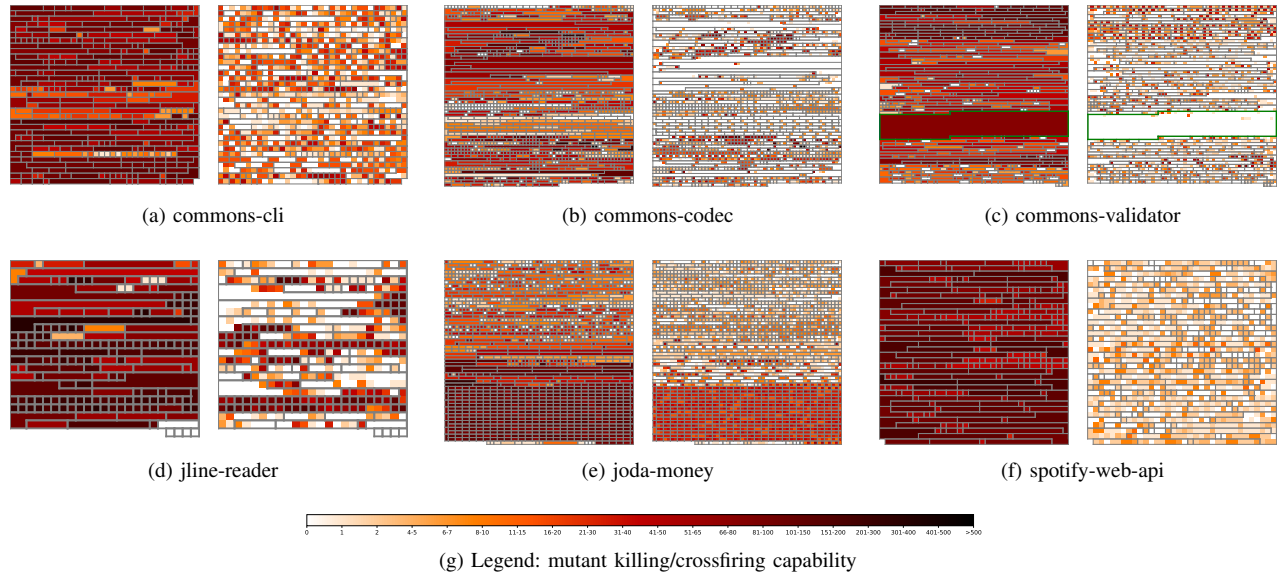 (a) commons-cli
(b) commons-codec
(c) commons-validator
(d) jline-reader
(e) joda-money
(f) spotify-web-api
0 1 2 4-5 6-7 8-10 11-15 16-20 21-30 31-40 41-50 51-65 66-80 81-100 101-150 151-200 201-300 301-400 401-500 >500
(g) Legend: mutant killing/crossfiring capability